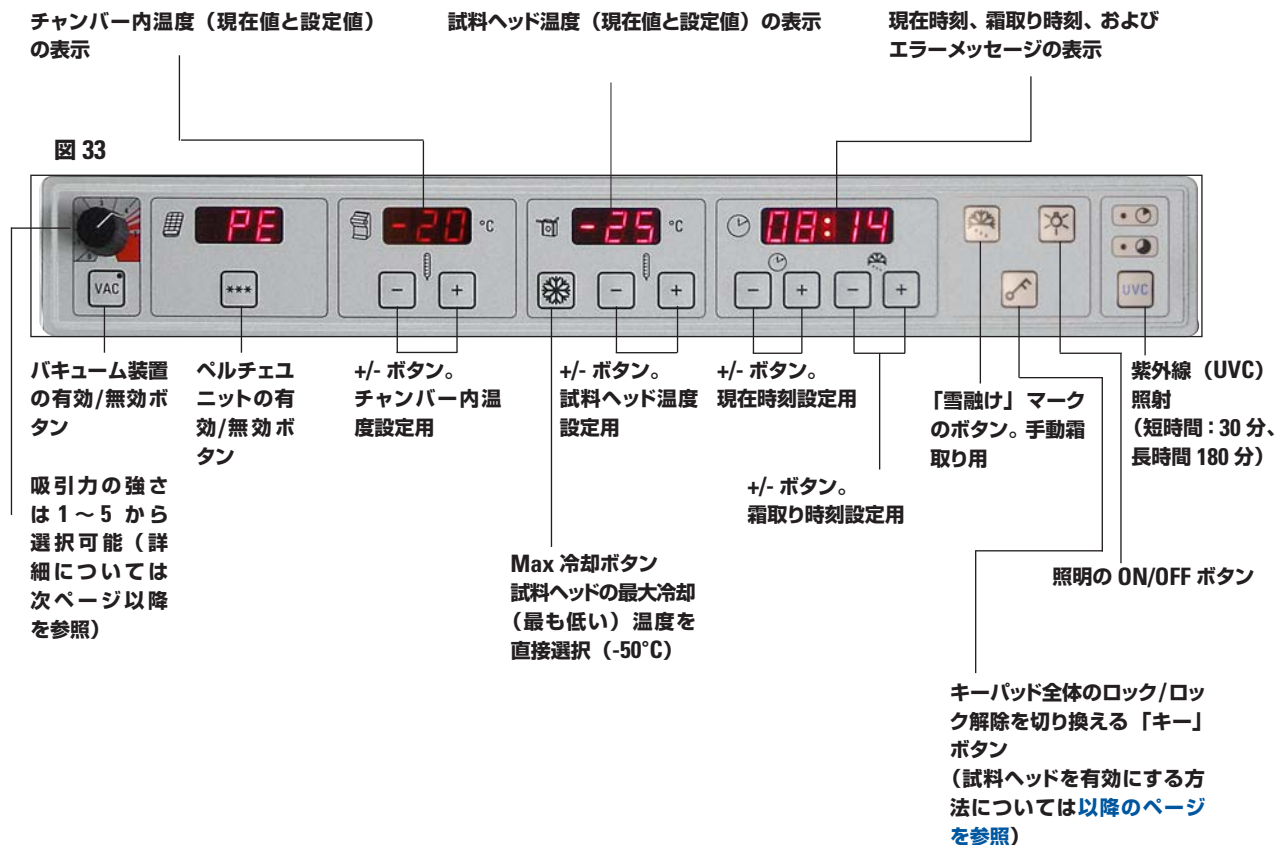 チャンバー内温度（現在値と設定値）
の表示
試料ヘッド温度（現在値と設定値）の表示
現在時刻、霜取り時刻、および
エラーメッセージの表示
図 33
PE
-20 °C
-25 °C
08:14
VAC
***
- +
- +
- + - +
UVC
バキューム装置
の有効/無効ボ
タン
ペルチェユ
ニットの有
効/無効ボ
タン
+/- ボタン。
チャンバー内温
度設定用
+/- ボタン。
試料ヘッド温度
設定用
+/- ボタン。
現在時刻設定用
「雪融け」マーク
のボタン。手動霜
取り用
紫外線（UVC）
照射
（短時間：30 分、
長時間 180 分）
吸引力の強さ
は 1 ～ 5 から
選択可能（詳
細については
次ページ以降
を参照）
+/- ボタン。
霜取り時刻設定用
Max 冷却ボタン
試料ヘッドの最大冷却
（最も低い）温度を
直接選択（-50°C）
照明の ON/OFF ボタン
キーパッド全体のロック/ロッ
ク解除を切り換える「キー」
ボタン
（試料ヘッドを有効にする方
法については以降のページ
を参照）